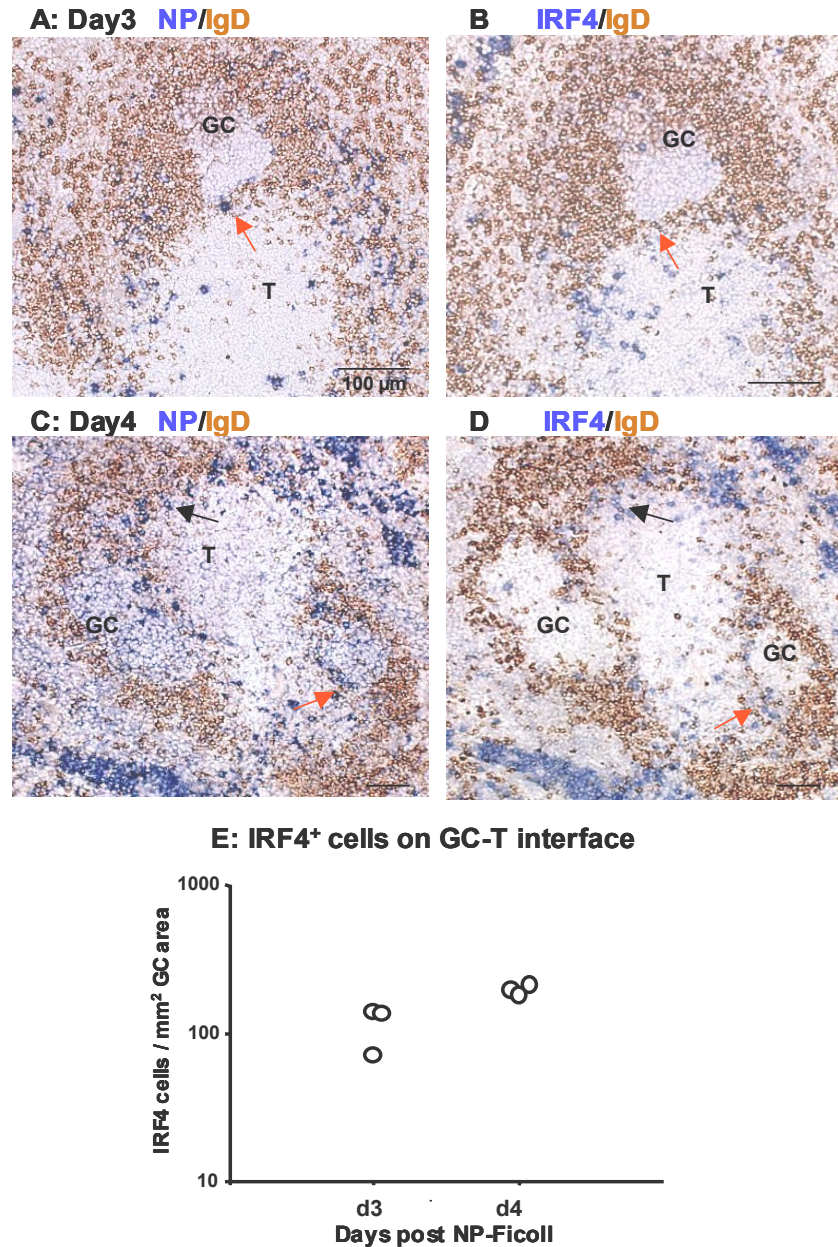 A: Day3 NP/IgD
B IRF4/IgD
GC
T
100 µm
GC
T
C: Day4 NP/IgD
D IRF4/IgD
T
GC
T
GC
GC
E: IRF4⁺ cells on GC-T interface
IRF4 cells / mm² GC area
1000
100
10
d3 d4
Days post NP-Ficoll